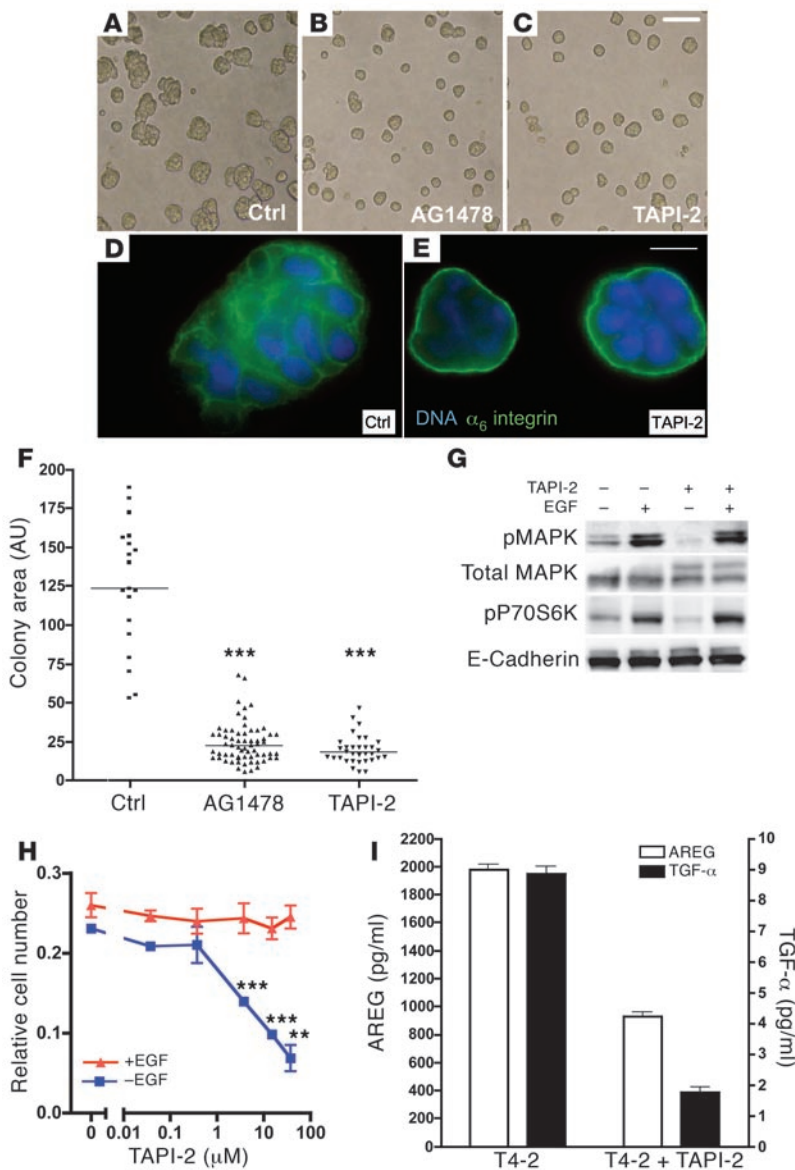 A
B
C
Ctrl
AG1478
TAPI-2
D
E
Ctrl
DNA α6 integrin
TAPI-2
F
Colony area (AU)
200
175
150
125
100
75
50
25
0
***
***
Ctrl
AG1478
TAPI-2
G
TAPI-2 – – + +
EGF – + – +
pMAPK
Total MAPK
pP70S6K
E-Cadherin
H
Relative cell number
0.3
0.2
0.1
0.0
***
***
**
+EGF
–EGF
0 0.01 0.1 1 10 100
TAPI-2 (μM)
I
AREG (pg/ml)
2200
2000
1800
1600
1400
1200
1000
800
600
400
200
0
AREG
TGF-α
10
9
8
7
6
5
4
3
2
1
0
TGF-α (pg/ml)
T4-2
T4-2 + TAPI-2